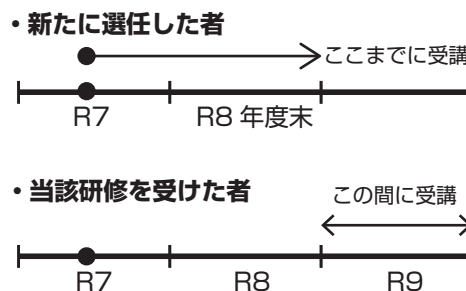 ・新たに選任した者
ここまでに受講
R7
R8 年度末
・当該研修を受けた者
この間に受講
R7
R8
R9